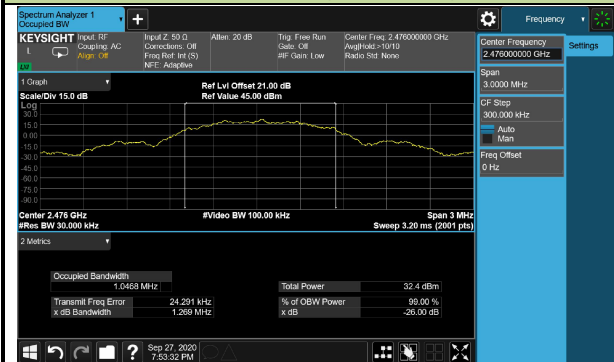 Spectrum Analyzer 1
Occupied BW
Frequency
KEYSIGHT Input: RF Input Z: 50 Ω Atten: 20 dB Trig: Free Run Center Freq: 2.476000000 GHz
L Coupling: AC Corrections: Off Gate: Off Avg|Hold:>10/10
Align: Off Freq Ref: Int (S) #IF Gain: Low Radio Std: None
NFE: Adaptive
Center Frequency
2.476000000 GHz
Settings
Span
3.0000 MHz
CF Step
300.000 kHz
Auto
Man
Freq Offset
0 Hz
1 Graph
Ref Lvl Offset 21.00 dB
Scale/Div 15.0 dB Ref Value 45.00 dBm
Log
30.0
15.0
0.00
-15.0
-30.0
-45.0
-60.0
-75.0
-90.0
Center 2.476 GHz #Video BW 100.00 kHz Span 3 MHz
#Res BW 30.000 kHz Sweep 3.20 ms (2001 pts)
2 Metrics
Occupied Bandwidth
1.0468 MHz Total Power 32.4 dBm
Transmit Freq Error 24.291 kHz % of OBW Power 99.00 %
x dB Bandwidth 1.269 MHz x dB -26.00 dB
Sep 27, 2020
7:53:32 PM